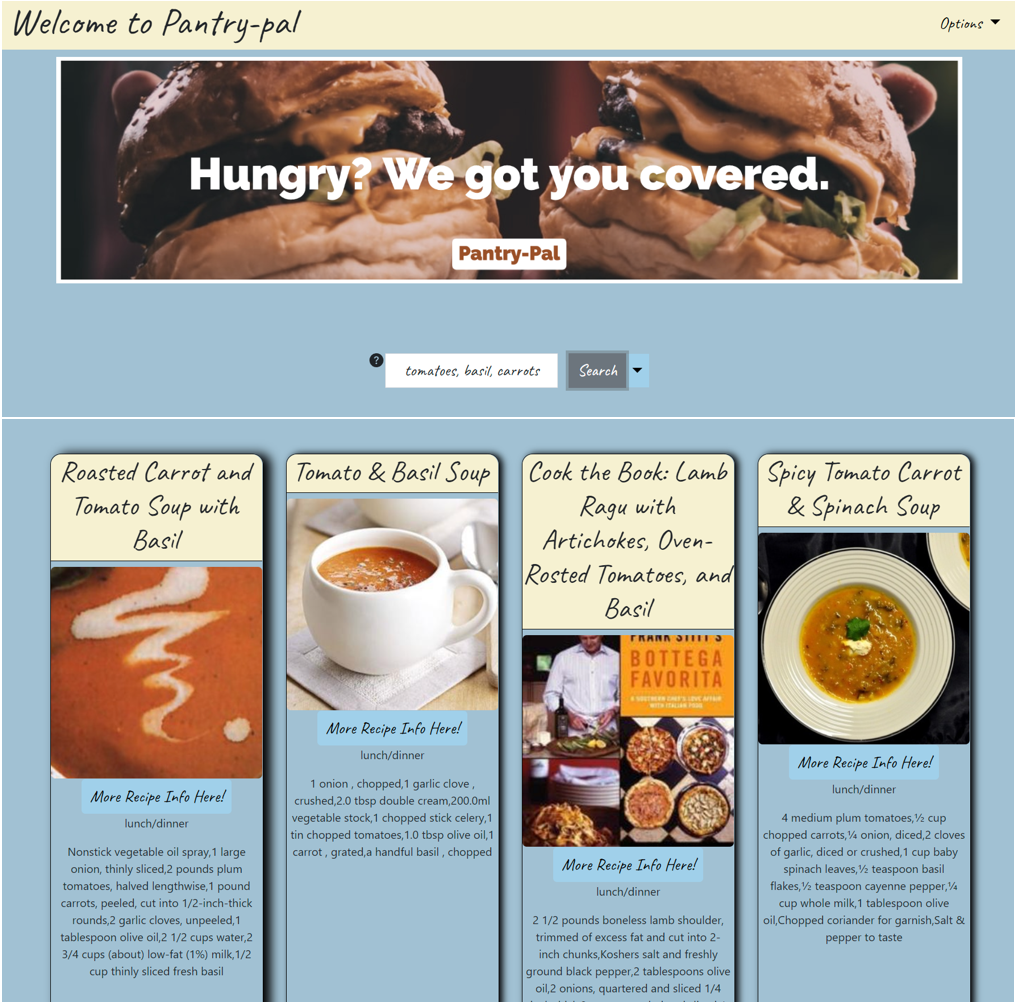 Welcome to Pantry-pal
Options
Hungry? We got you covered.
Pantry-Pal
?
tomatoes, basil, carrots
Search
Roasted Carrot and
Tomato Soup with
Basil
More Recipe Info Here!
lunch/dinner
Nonstick vegetable oil spray,1 large
onion, thinly sliced,2 pounds plum
tomatoes, halved lengthwise,1 pound
carrots, peeled, cut into 1/2-inch-thick
rounds,2 garlic cloves, unpeeled,1
tablespoon olive oil,2 1/2 cups water,2
3/4 cups (about) low-fat (1%) milk,1/2
cup thinly sliced fresh basil
Tomato & Basil Soup
More Recipe Info Here!
lunch/dinner
1 onion , chopped,1 garlic clove ,
crushed,2.0 tbsp double cream,200.0ml
vegetable stock,1 chopped stick celery,1
tin chopped tomatoes,1.0 tbsp olive oil,1
carrot , grated,a handful basil , chopped
Cook the Book: Lamb
Ragu with
Artichokes, Oven-
Rosted Tomatoes, and
Basil
FRANK STITT'S
BOTTEGA
FAVORITA
A SOUTHERN CHEF'S LOVE AFFAIR
WITH ITALIAN FOOD
More Recipe Info Here!
lunch/dinner
2 1/2 pounds boneless lamb shoulder,
trimmed of excess fat and cut into 2-
inch chunks,Koshers salt and freshly
ground black pepper,2 tablespoons olive
oil,2 onions, quartered and sliced 1/4
Spicy Tomato Carrot
& Spinach Soup
More Recipe Info Here!
lunch/dinner
4 medium plum tomatoes,½ cup
chopped carrots,¼ onion, diced,2 cloves
of garlic, diced or crushed,1 cup baby
spinach leaves,½ teaspoon basil
flakes,½ teaspoon cayenne pepper,¼
cup whole milk,1 tablespoon olive
oil,Chopped coriander for garnish,Salt &
pepper to taste